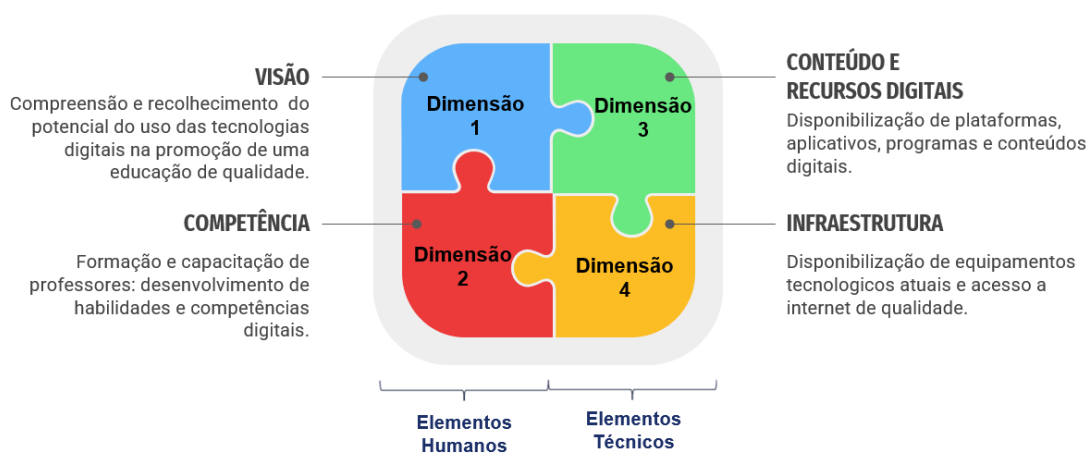 VISÃO
Compreensão e recolhecimento do
potencial do uso das tecnologias
digitais na promoção de uma
educação de qualidade.
COMPETÊNCIA
Formação e capacitação de
professores: desenvolvimento de
habilidades e competências
digitais.
Dimensão
1
Dimensão
3
Dimensão
2
Dimensão
4
CONTEÚDO E
RECURSOS DIGITAIS
Disponibilização de plataformas,
aplicativos, programas e conteúdos
digitais.
INFRAESTRUTURA
Disponibilização de equipamentos
tecnologicos atuais e acesso a
internet de qualidade.
Elementos
Humanos
Elementos
Técnicos